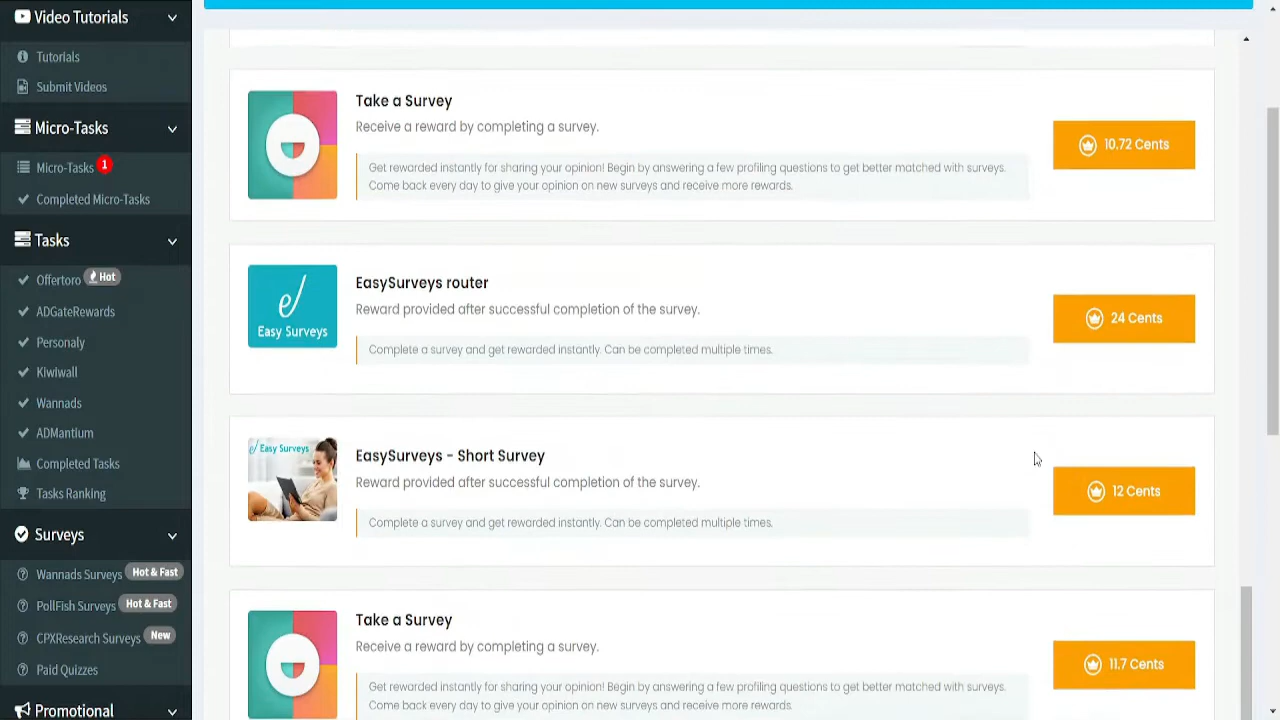 Video Tutorials
Tutorials
Submit Videos
Micro-Tasks
Micro-Tasks 1
Completed Micro-Tasks
Tasks
Offertoro Hot
ADGateRewards
Personaly
Kiwiwall
Wannads
ADMantium
Completed Tasks
Tasks Ranking
Surveys
Wannads Surveys Hot & Fast
PollFish Surveys Hot & Fast
CPXResearch Surveys New
Paid Quizzes
Promotional
Take a Survey
Receive a reward by completing a survey.
Get rewarded instantly for sharing your opinion! Begin by answering a few profiling questions to get better matched with surveys.
Come back every day to give your opinion on new surveys and receive more rewards.
10.72 Cents
e/
Easy Surveys
EasySurveys router
Reward provided after successful completion of the survey.
Complete a survey and get rewarded instantly. Can be completed multiple times.
24 Cents
e/ Easy Surveys
EasySurveys - Short Survey
Reward provided after successful completion of the survey.
Complete a survey and get rewarded instantly. Can be completed multiple times.
12 Cents
Take a Survey
Receive a reward by completing a survey.
Get rewarded instantly for sharing your opinion! Begin by answering a few profiling questions to get better matched with surveys.
Come back every day to give your opinion on new surveys and receive more rewards.
11.7 Cents